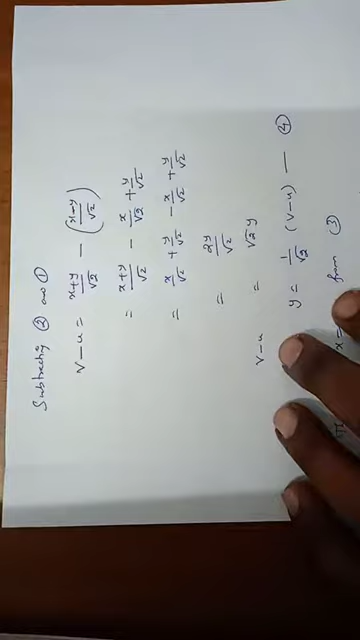 Subtracting ② and ①
v - u = x+y/√2 - (x-y/√2)
= x+y/√2 - x/√2 + y/√2
= x/√2 + y/√2 - x/√2 + y/√2
= 2y/√2
v - u = √2 y
y = 1/√2 (v-u) — ④
x = from ③